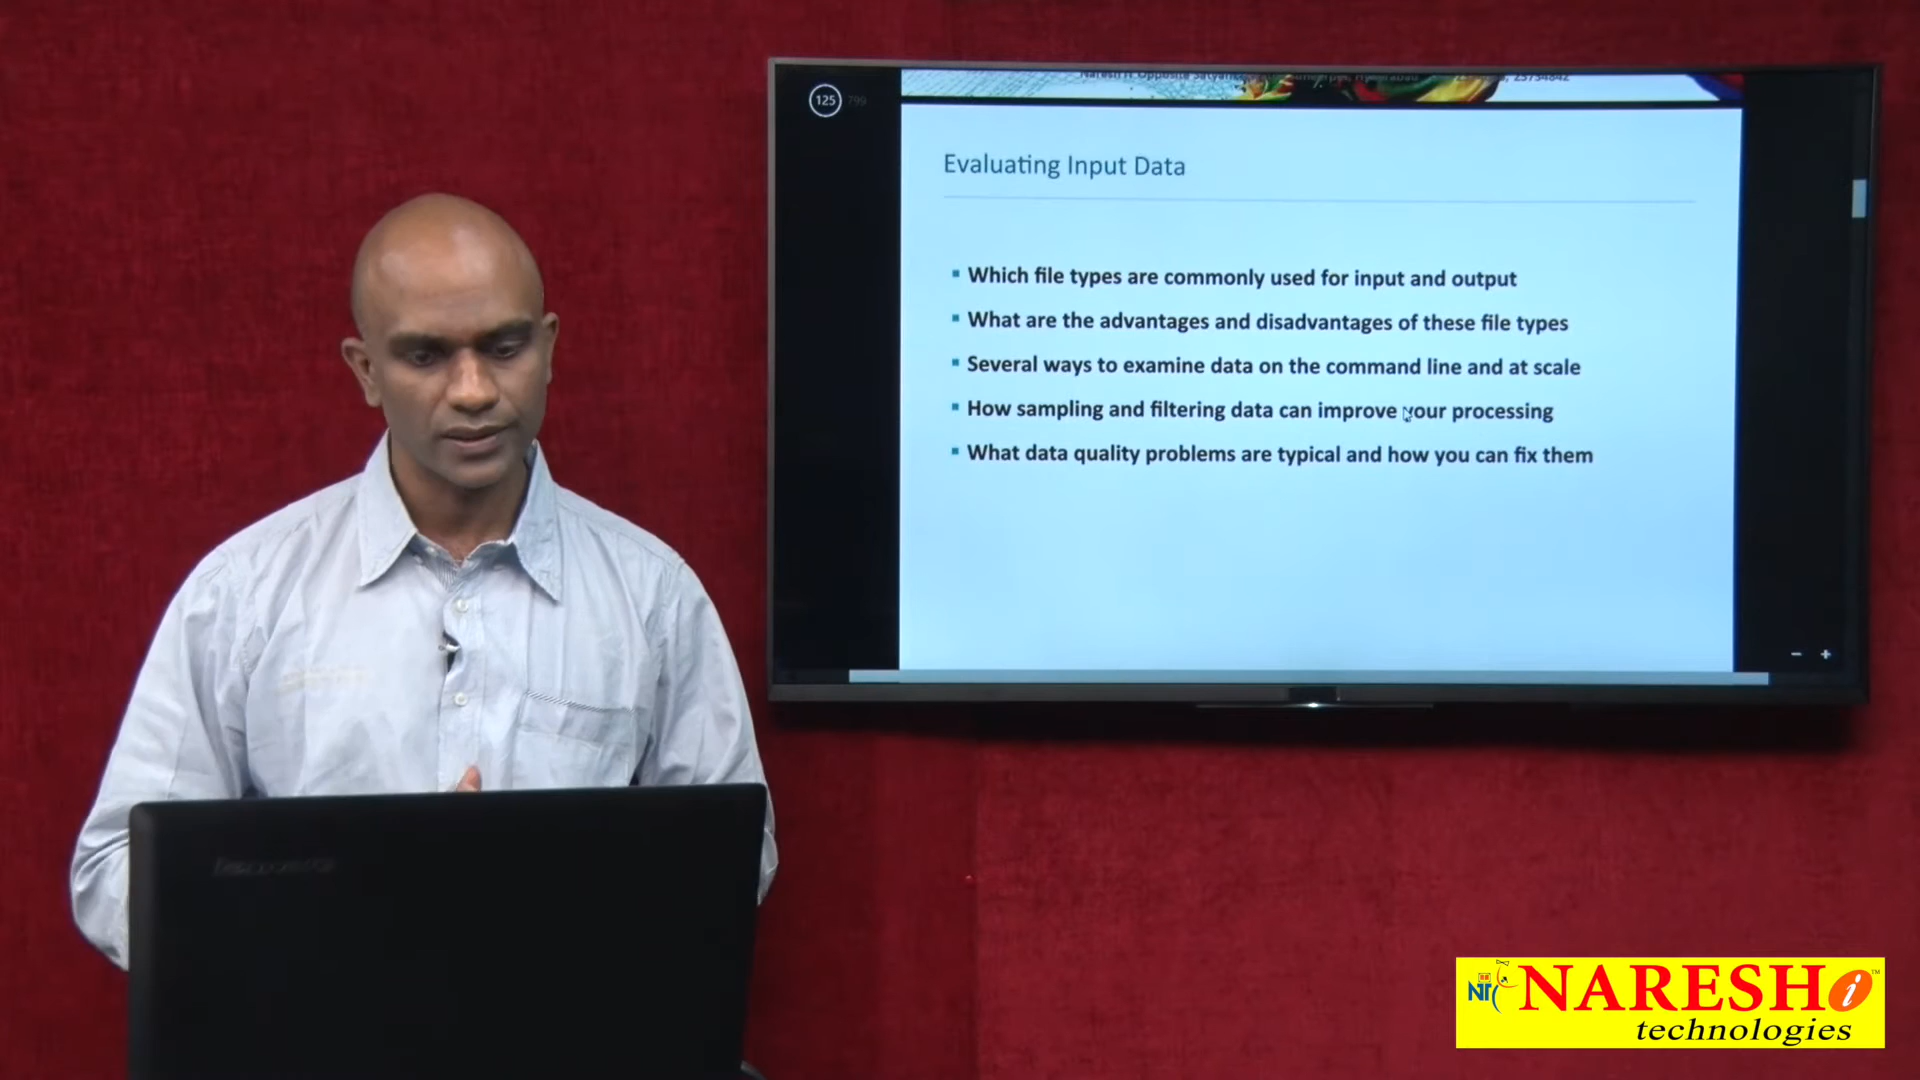 125 799
Evaluating Input Data
▪ Which file types are commonly used for input and output
▪ What are the advantages and disadvantages of these file types
▪ Several ways to examine data on the command line and at scale
▪ How sampling and filtering data can improve your processing
▪ What data quality problems are typical and how you can fix them
NT NARESH i ™
technologies